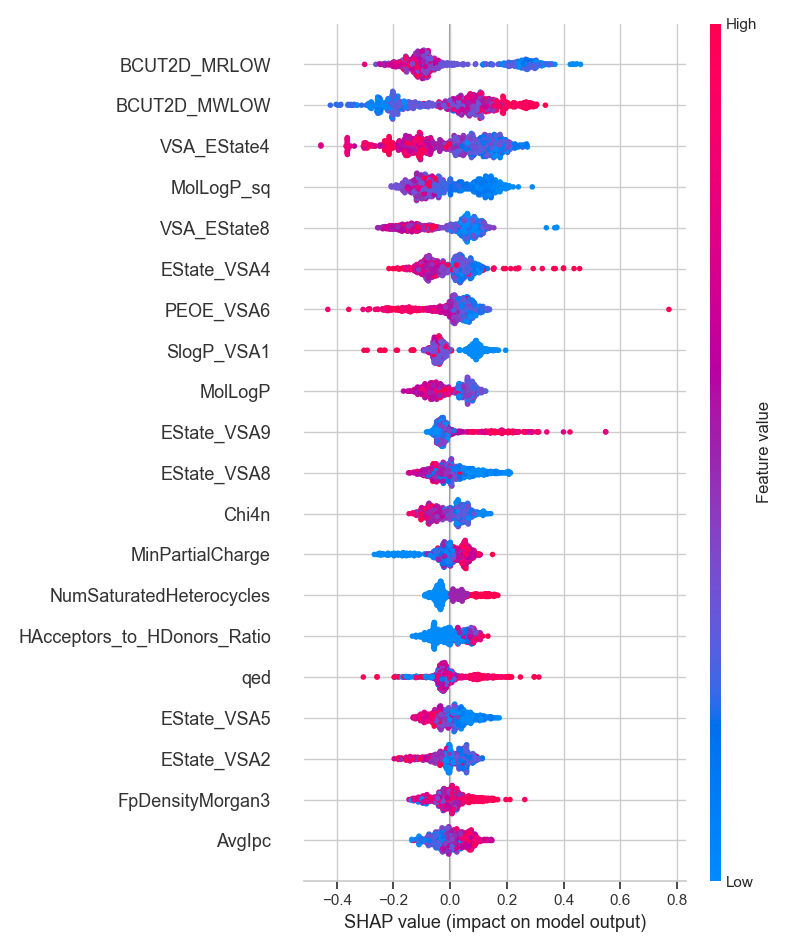 High
BCUT2D_MRLOW
BCUT2D_MWLOW
VSA_EState4
MolLogP_sq
VSA_EState8
EState_VSA4
PEOE_VSA6
SlogP_VSA1
MolLogP
EState_VSA9
EState_VSA8
Chi4n
MinPartialCharge
NumSaturatedHeterocycles
HAcceptors_to_HDonors_Ratio
qed
EState_VSA5
EState_VSA2
FpDensityMorgan3
AvgIpc
Feature value
Low
−0.4 −0.2 0.0 0.2 0.4 0.6 0.8
SHAP value (impact on model output)